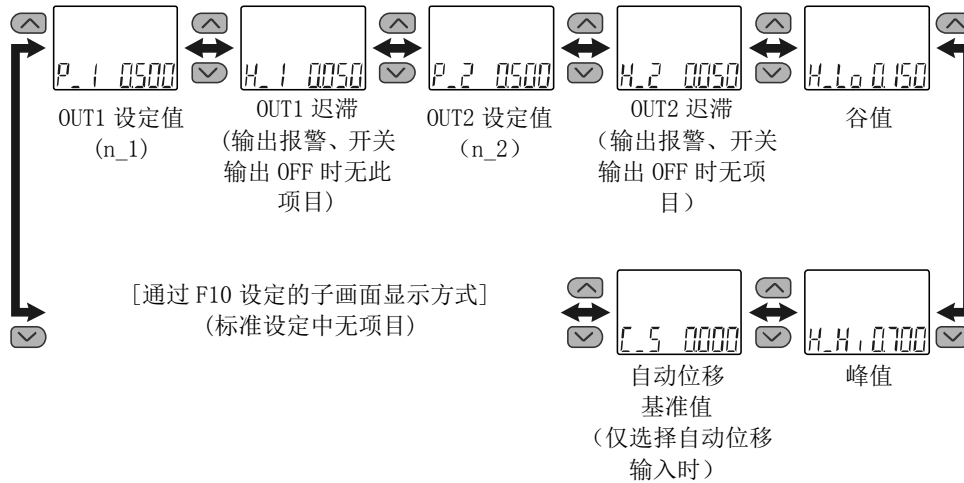 P_1 0.500
H_1 0.050
P_2 0.500
H_2 0.050
H_Lo 0.150
OUT1 设定值
(n_1)
OUT1 迟滞
(输出报警、开关
输出 OFF 时无此
项目)
OUT2 设定值
（n_2）
OUT2 迟滞
（输出报警、开关
输出 OFF 时无项
目）
谷值
[通过 F10 设定的子画面显示方式]
(标准设定中无项目)
C_S 0.000
H_Hi 0.700
自动位移
基准值
（仅选择自动位移
输入时）
峰值